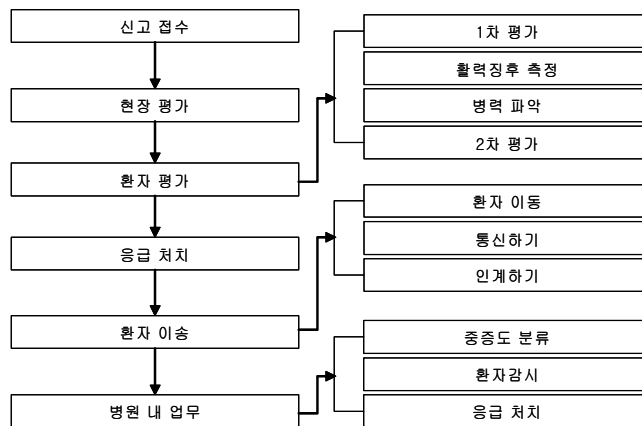 신고 접수
현장 평가
환자 평가
응급 처치
환자 이송
병원 내 업무
1차 평가
활력징후 측정
병력 파악
2차 평가
환자 이동
통신하기
인계하기
중증도 분류
환자감시
응급 처치